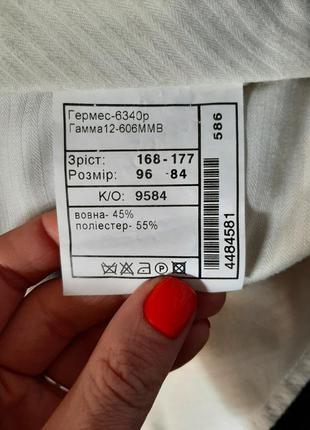 Гермес-6340р
Гамма12-606ММВ
Зріст: 168-177
Розмір: 96 -84
К/О: 9584
вовна- 45%
поліестер- 55%
586
4484581